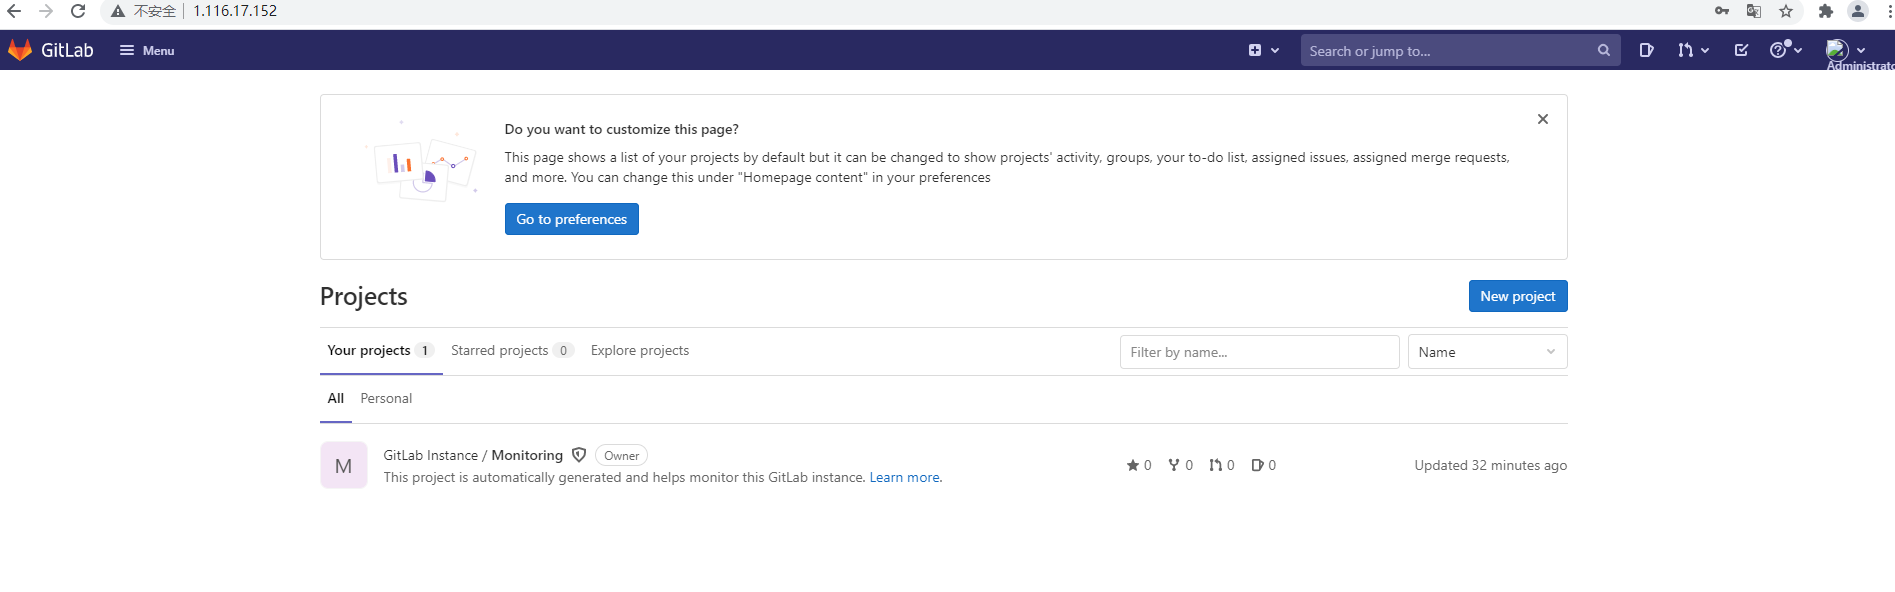 不安全 1.116.17.152
GitLab Menu Search or jump to...
Administrato
Do you want to customize this page?
This page shows a list of your projects by default but it can be changed to show projects' activity, groups, your to-do list, assigned issues, assigned merge requests,
and more. You can change this under "Homepage content" in your preferences
Go to preferences
Projects
New project
Your projects 1 Starred projects 0 Explore projects
Filter by name...
Name
All Personal
M
GitLab Instance / Monitoring Owner
This project is automatically generated and helps monitor this GitLab instance. Learn more.
0 0 0 0
Updated 32 minutes ago